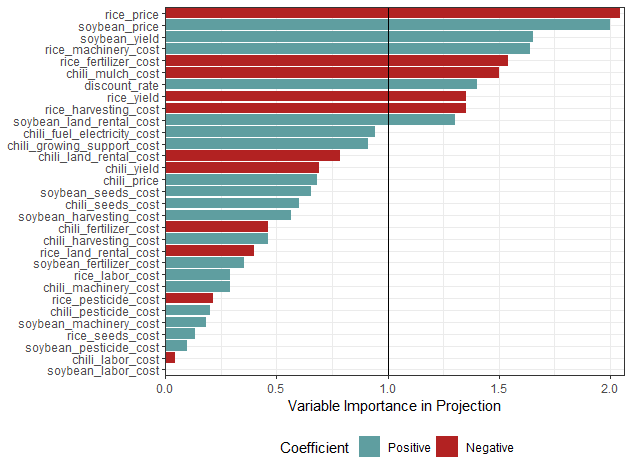 rice_price
soybean_price
soybean_yield
rice_machinery_cost
rice_fertilizer_cost
chili_mulch_cost
discount_rate
rice_yield
rice_harvesting_cost
soybean_land_rental_cost
chili_fuel_electricity_cost
chili_growing_support_cost
chili_land_rental_cost
chili_yield
chili_price
soybean_seeds_cost
chili_seeds_cost
soybean_harvesting_cost
chili_fertilizer_cost
chili_harvesting_cost
rice_land_rental_cost
soybean_fertilizer_cost
rice_labor_cost
chili_machinery_cost
rice_pesticide_cost
chili_pesticide_cost
soybean_machinery_cost
rice_seeds_cost
soybean_pesticide_cost
chili_labor_cost
soybean_labor_cost
0.0 0.5 1.0 1.5 2.0
Variable Importance in Projection
Coefficient Positive Negative